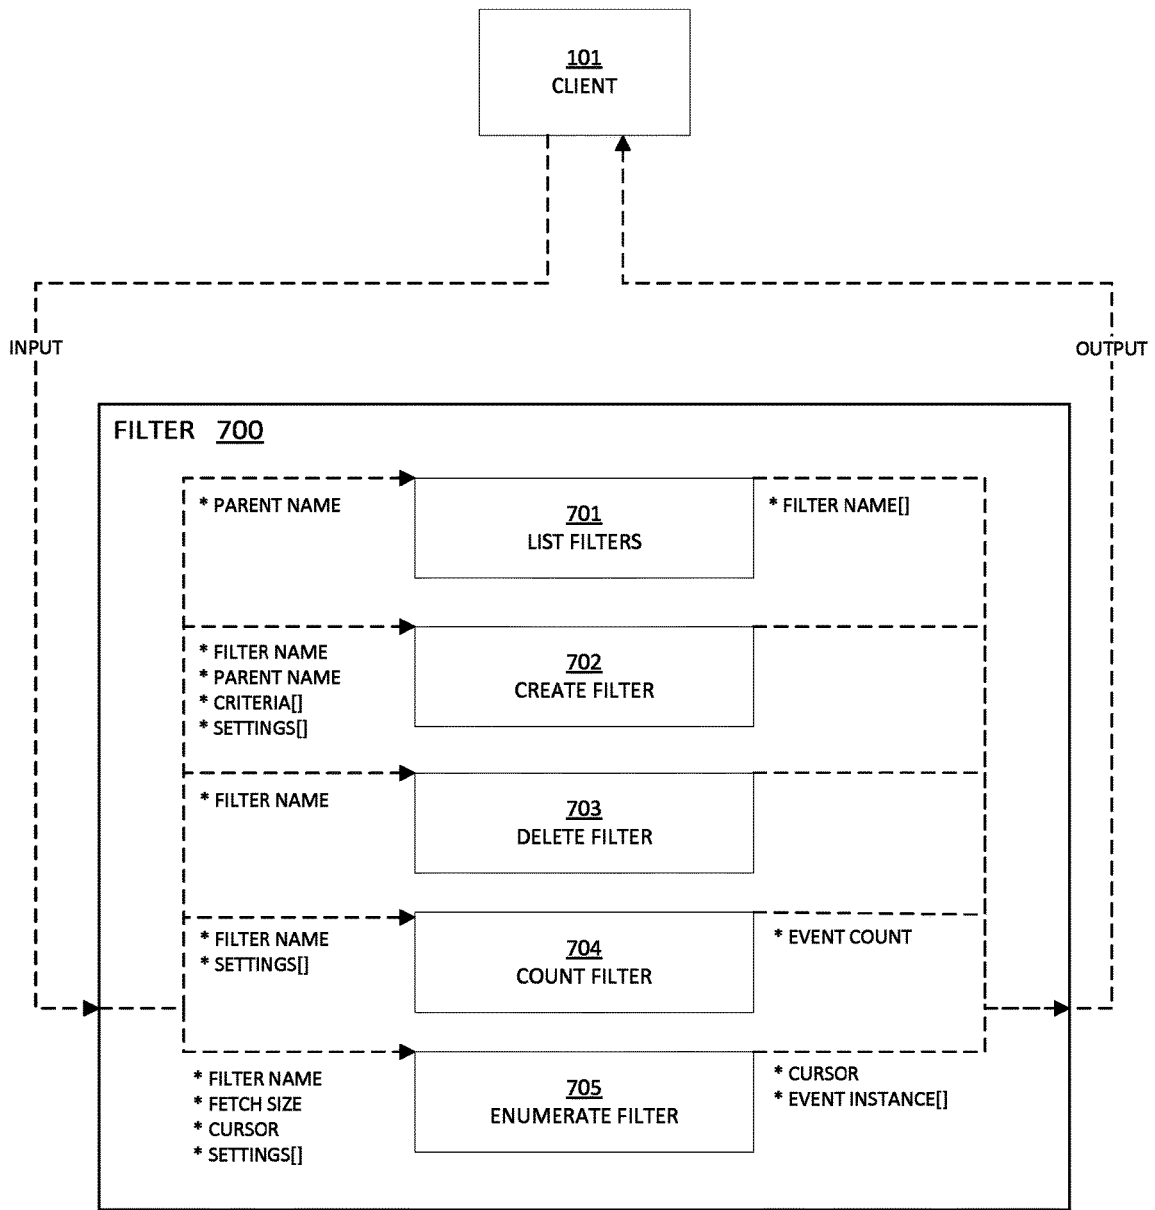 101
CLIENT
INPUT
OUTPUT
FILTER 700
* PARENT NAME
701
LIST FILTERS
* FILTER NAME[]
* FILTER NAME
* PARENT NAME
* CRITERIA[]
* SETTINGS[]
702
CREATE FILTER
* FILTER NAME
703
DELETE FILTER
* FILTER NAME
* SETTINGS[]
704
COUNT FILTER
* EVENT COUNT
* FILTER NAME
* FETCH SIZE
* CURSOR
* SETTINGS[]
705
ENUMERATE FILTER
* CURSOR
* EVENT INSTANCE[]